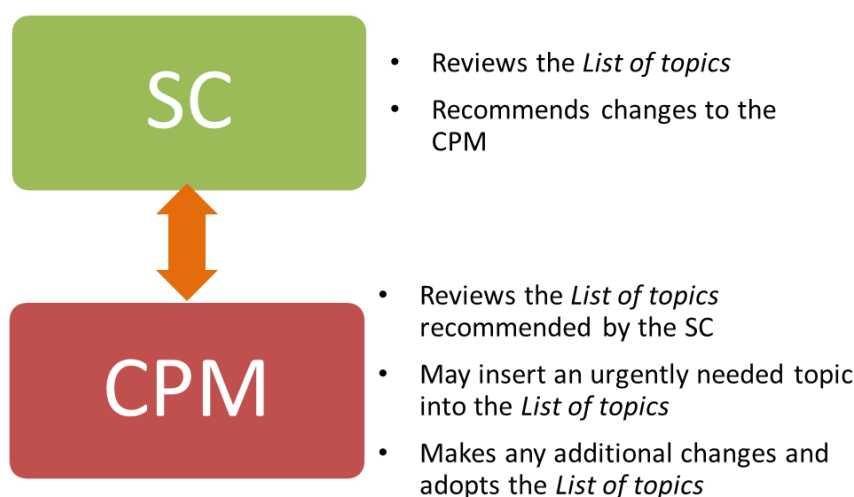 SC
• Reviews the List of topics
• Recommends changes to the
CPM
CPM
• Reviews the List of topics
recommended by the SC
• May insert an urgently needed topic
into the List of topics
• Makes any additional changes and
adopts the List of topics